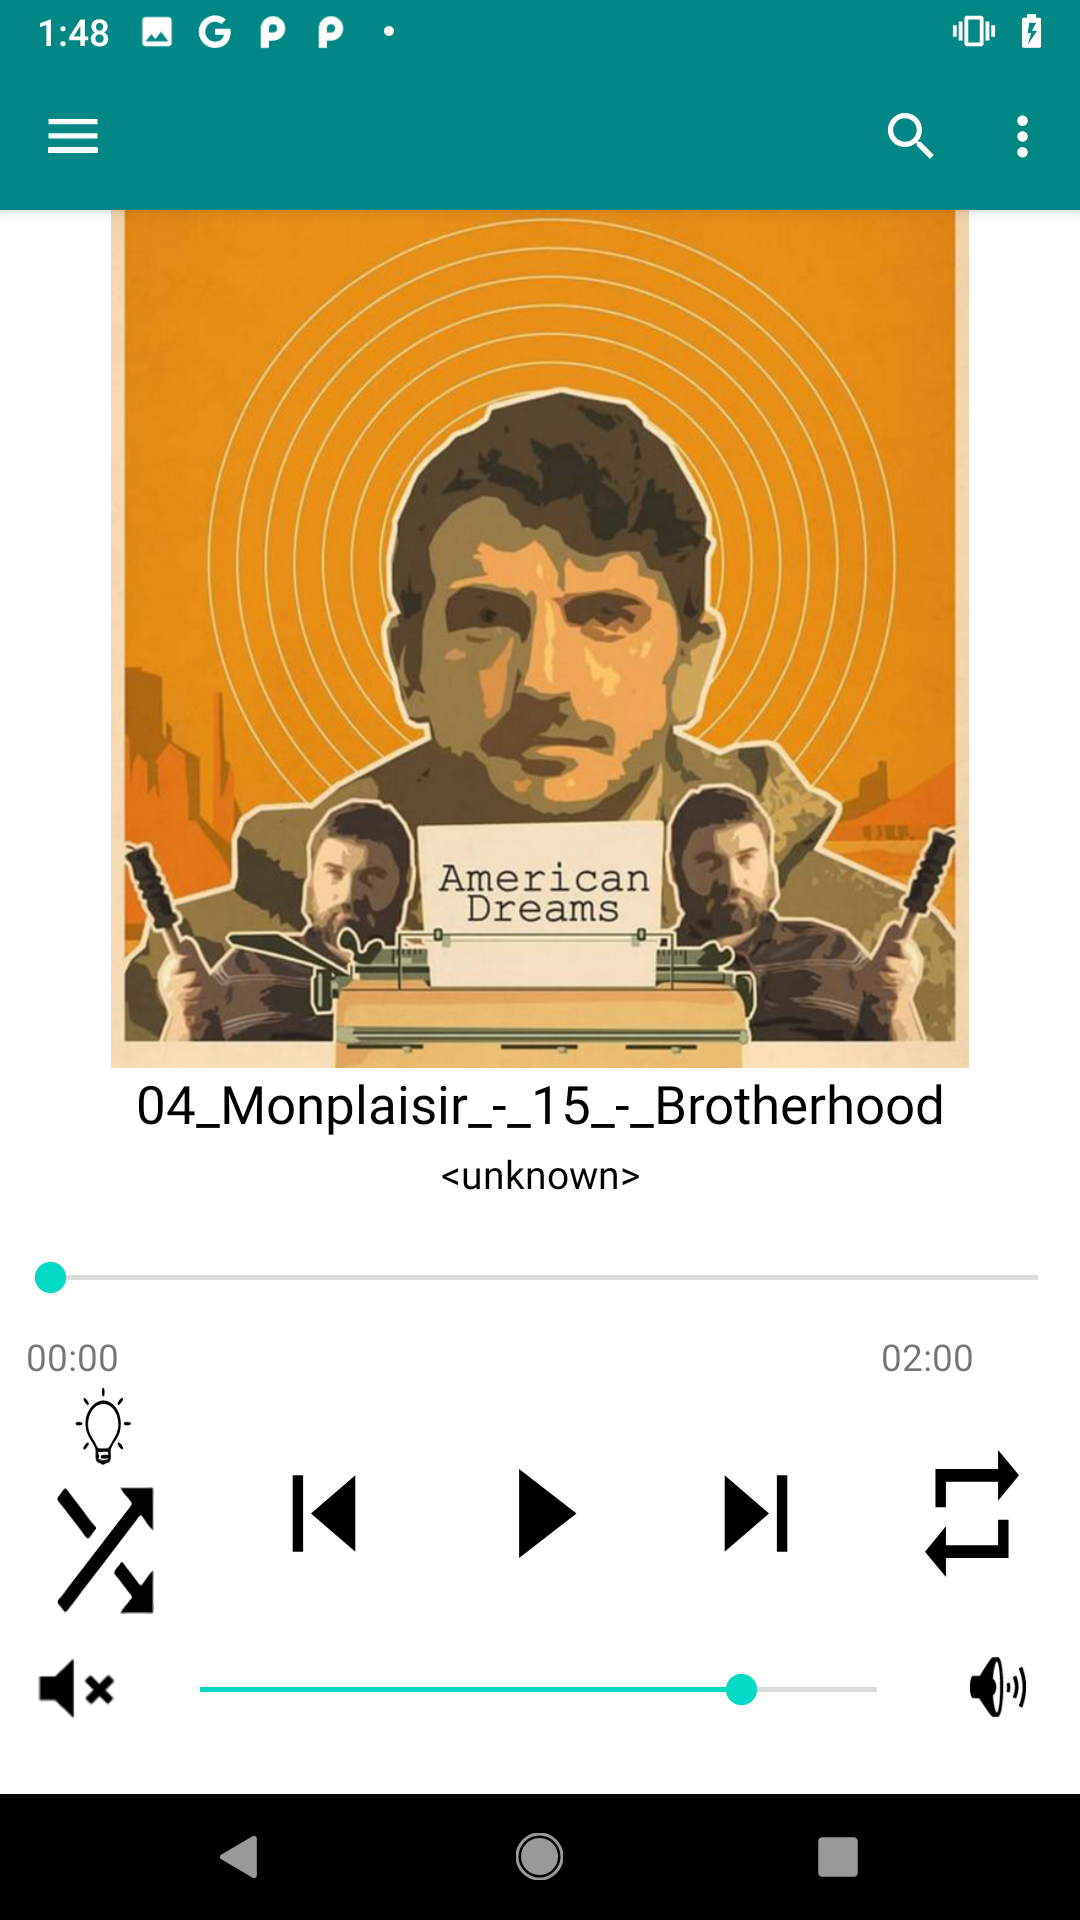 1:48
American
Dreams
04_Monplaisir_-_15_-_Brotherhood
<unknown>
00:00
02:00